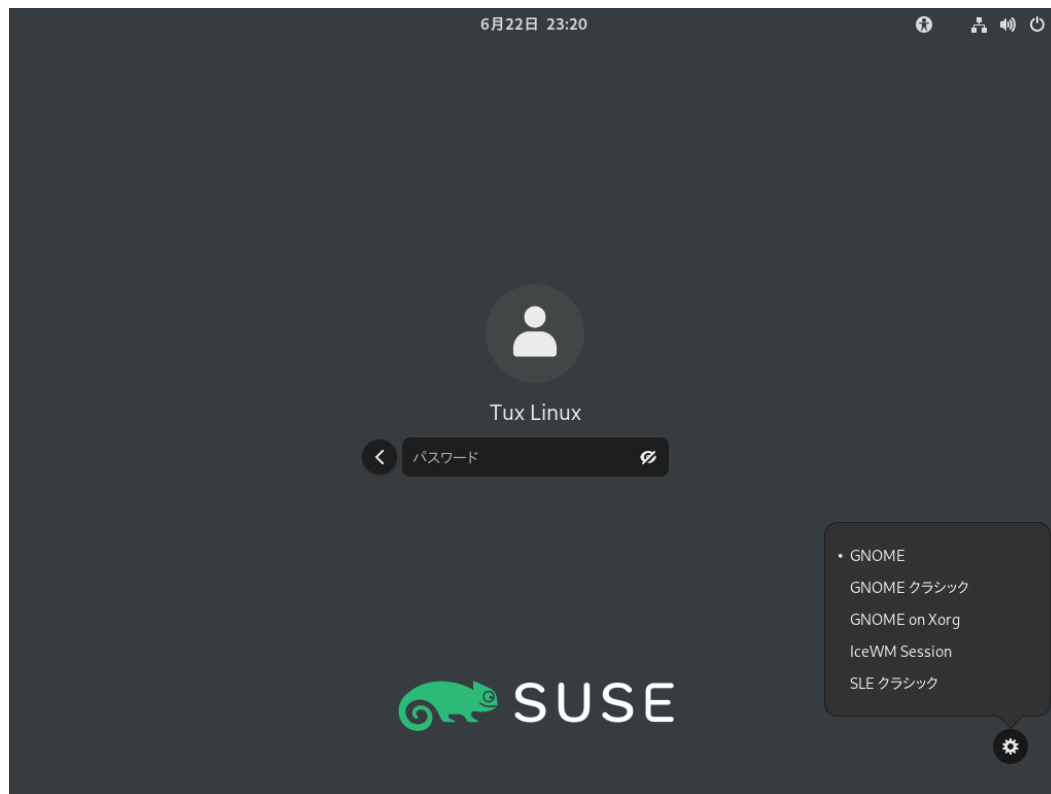 6月22日 23:20
Tux Linux
パスワード
• GNOME
GNOME クラシック
GNOME on Xorg
IceWM Session
SLE クラシック
SUSE